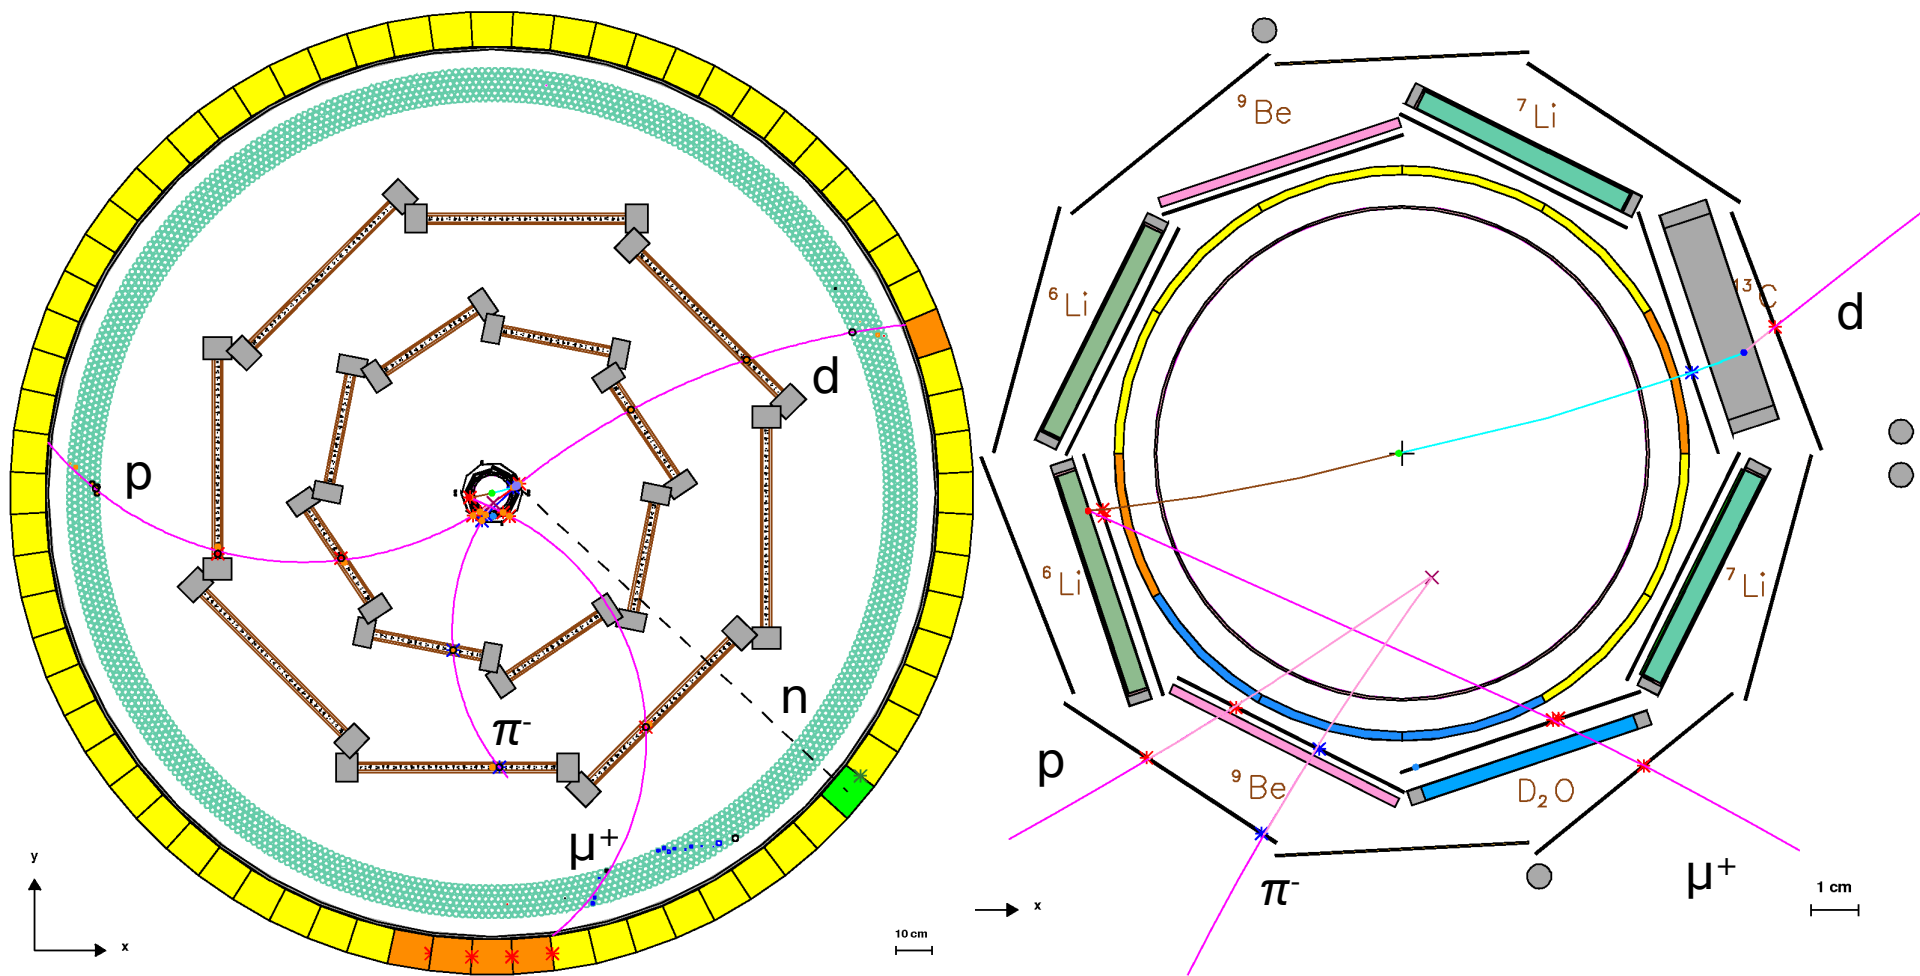 d
p
n
π⁻
μ⁺
y
x
10 cm
⁹Be
⁷Li
⁶Li
¹³C
d
⁶Li
⁷Li
p
⁹Be
D₂O
π⁻
μ⁺
x
1 cm